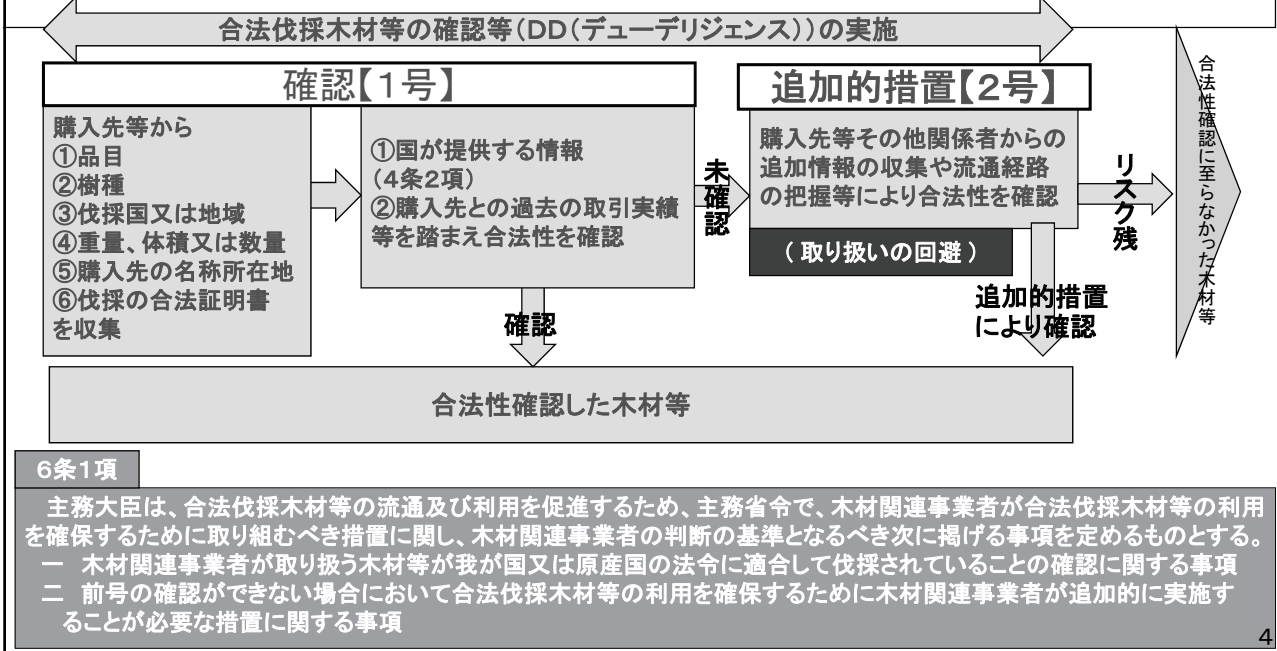 合法伐採木材等の確認等(DD(デューデリジェンス))の実施
確認【1号】
購入先等から
①品目
②樹種
③伐採国又は地域
④重量、体積又は数量
⑤購入先の名称所在地
⑥伐採の合法証明書
を収集
①国が提供する情報
(4条2項)
②購入先との過去の取引実績
等を踏まえ合法性を確認
未確認
確認
追加的措置【2号】
購入先等その他関係者からの
追加情報の収集や流通経路
の把握等により合法性を確認
(取り扱いの回避)
リスク残
追加的措置
により確認
合法性確認に至らなかった木材等
合法性確認した木材等
6条1項
主務大臣は、合法伐採木材等の流通及び利用を促進するため、主務省令で、木材関連事業者が合法伐採木材等の利用
を確保するために取り組むべき措置に関し、木材関連事業者の判断の基準となるべき次に掲げる事項を定めるものとする。
一 木材関連事業者が取り扱う木材等が我が国又は原産国の法令に適合して伐採されていることの確認に関する事項
二 前号の確認ができない場合において合法伐採木材等の利用を確保するために木材関連事業者が追加的に実施す
ることが必要な措置に関する事項
4